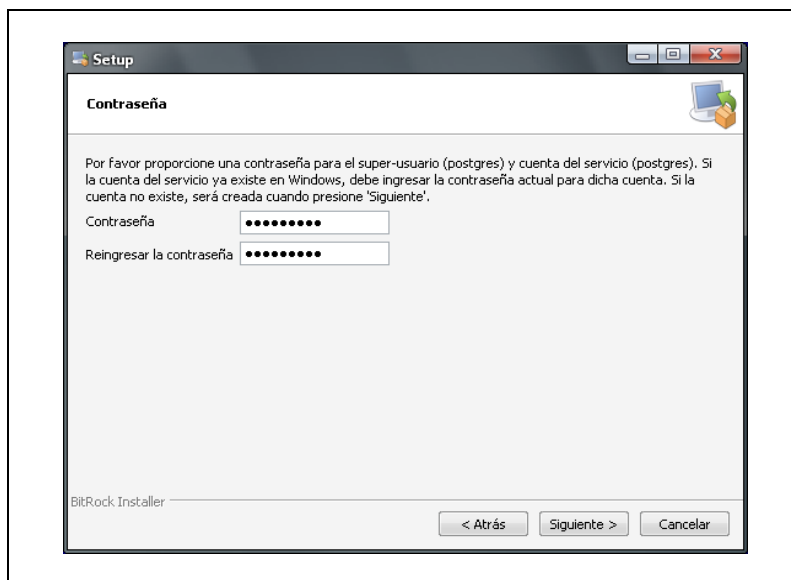 Setup
Contraseña
Por favor proporcione una contraseña para el super-usuario (postgres) y cuenta del servicio (postgres). Si
la cuenta del servicio ya existe en Windows, debe ingresar la contraseña actual para dicha cuenta. Si la
cuenta no existe, será creada cuando presione 'Siguiente'.
Contraseña •••••••••
Reingresar la contraseña •••••••••
BitRock Installer
< Atrás Siguiente > Cancelar